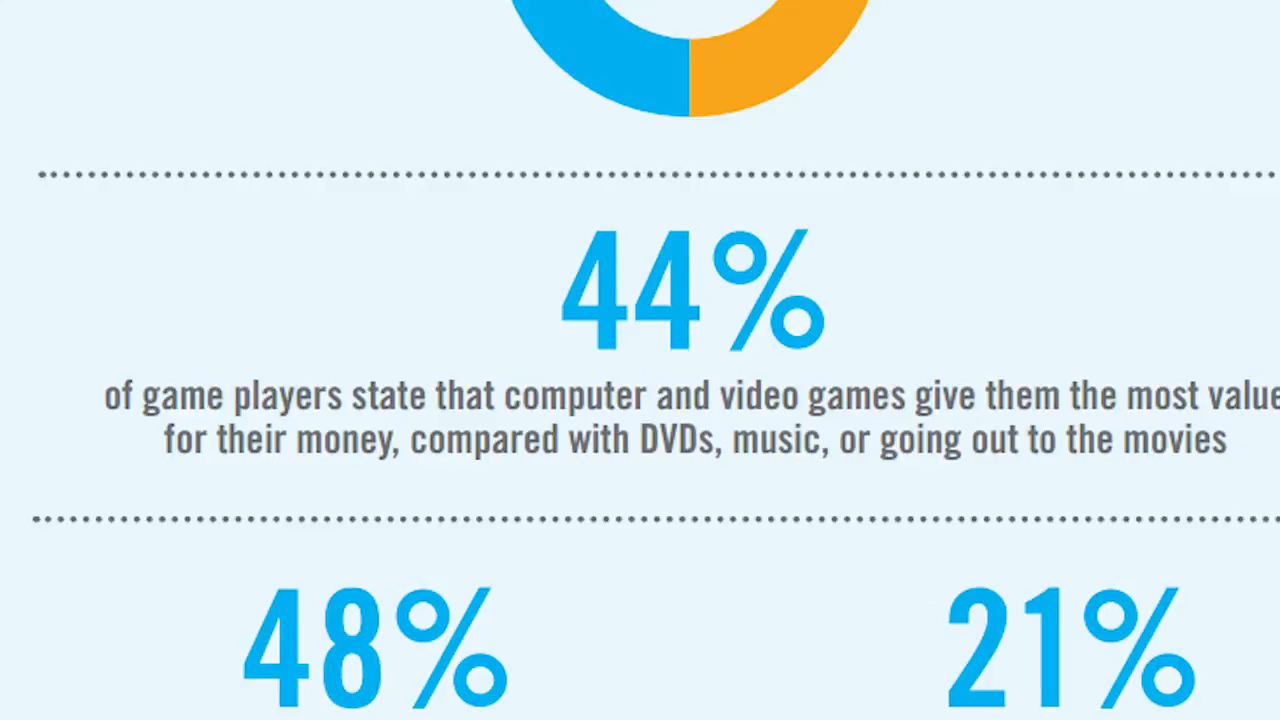 44%
of game players state that computer and video games give them the most value
for their money, compared with DVDs, music, or going out to the movies
48% 21%